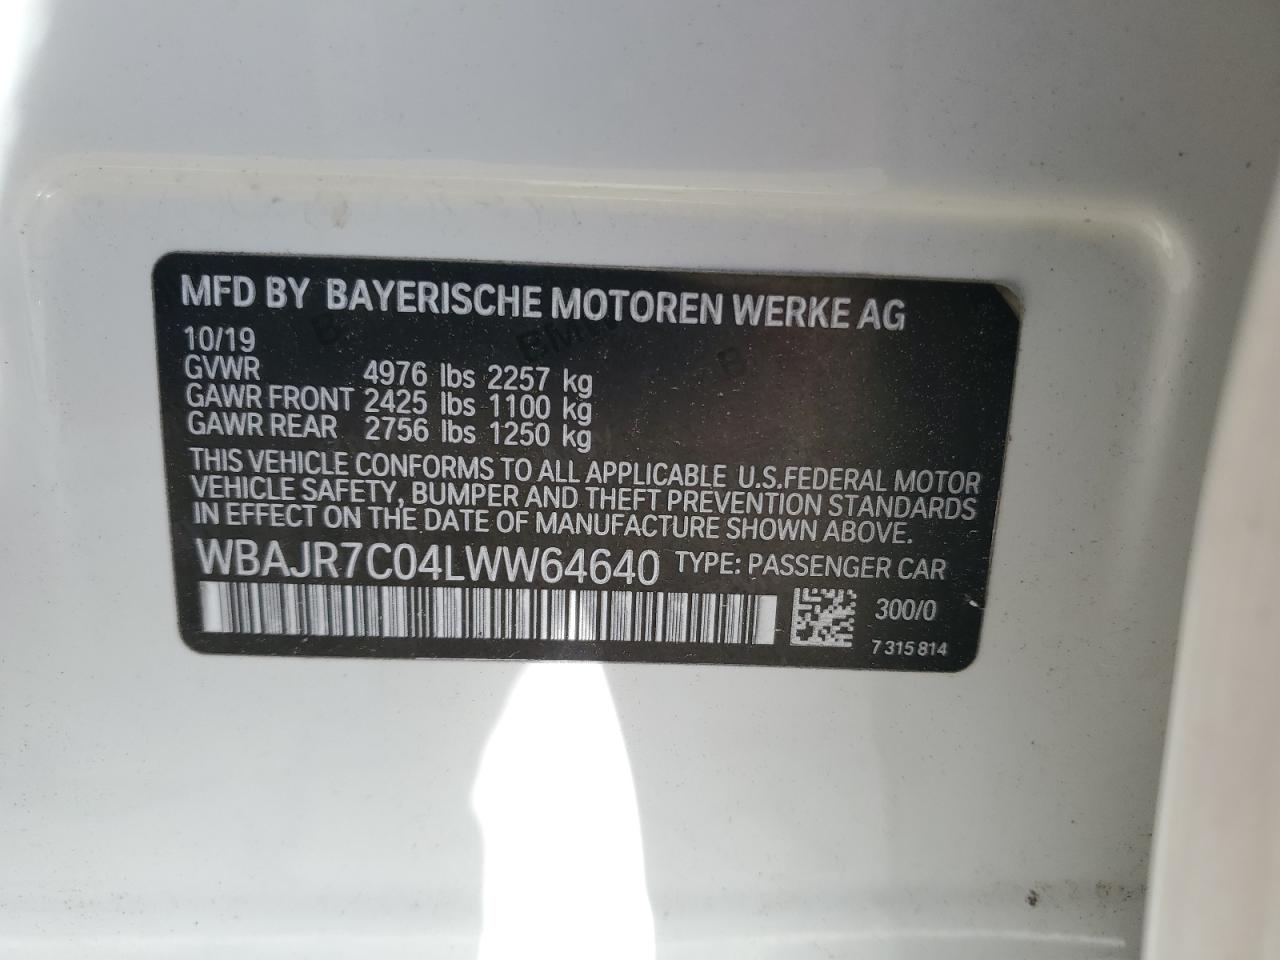 MFD BY BAYERISCHE MOTOREN WERKE AG
10/19
GVWR 4976 lbs 2257 kg
GAWR FRONT 2425 lbs 1100 kg
GAWR REAR 2756 lbs 1250 kg
THIS VEHICLE CONFORMS TO ALL APPLICABLE U.S.FEDERAL MOTOR
VEHICLE SAFETY, BUMPER AND THEFT PREVENTION STANDARDS
IN EFFECT ON THE DATE OF MANUFACTURE SHOWN ABOVE.
WBAJR7C04LWW64640 TYPE: PASSENGER CAR
300/0
7 315 814